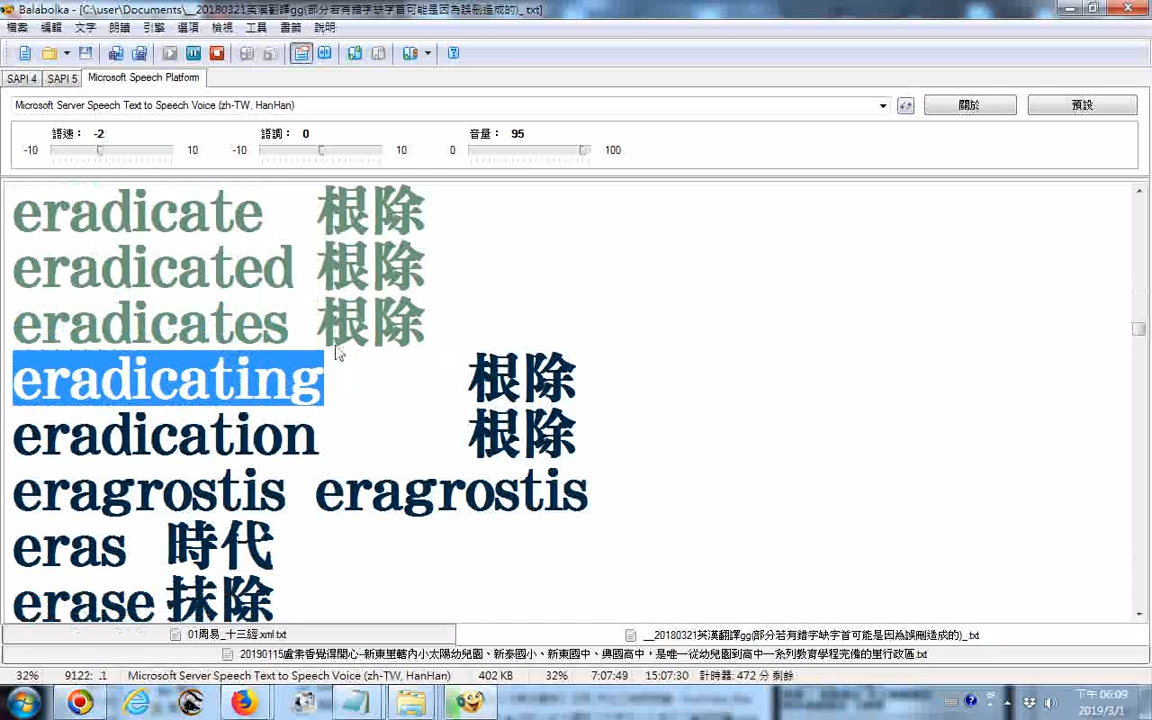 Balabolka - [C:\user\Documents\__20180321英漢翻譯gg(部分若有錯字缺字首可能是因為誤刪造成的)_.txt]
檔案 編輯 文字 朗讀 引擎 選項 檢視 工具 書籤 說明
SAPI 4 SAPI 5 Microsoft Speech Platform
Microsoft Server Speech Text to Speech Voice (zh-TW, HanHan) 關於 預設
語速： -2 語調： 0 音量： 95
-10 10 -10 10 0 100
eradicate 根除
eradicated 根除
eradicates 根除
eradicating 根除
eradication 根除
eragrostis eragrostis
eras 時代
erase 抹除
01周易_十三經.xml.txt __20180321英漢翻譯gg(部分若有錯字缺字首可能是因為誤刪造成的)_.txt
20190115盧素香覺得開心-新東里轄內小太陽幼兒園、新泰國小、新東國中、興國高中，是唯一從幼兒園到高中一系列教育學程完備的里行政區.txt
32% 9122: .1 Microsoft Server Speech Text to Speech Voice (zh-TW, HanHan) 402 KB 32% 7:07:49 15:07:30 計時器: 472 分 剩餘
下午 06:09
2019/3/1